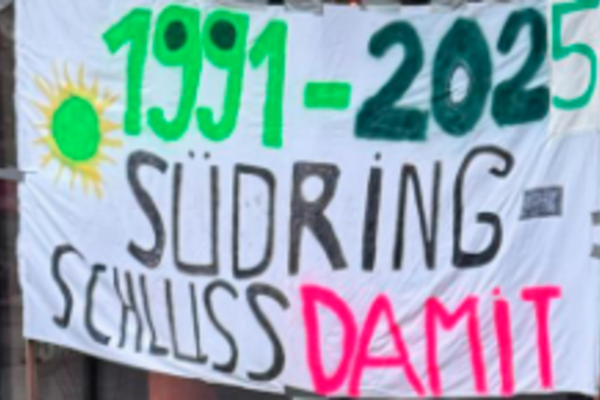 1991-2025
SÜDRING-
SCHLUSS DAMIT